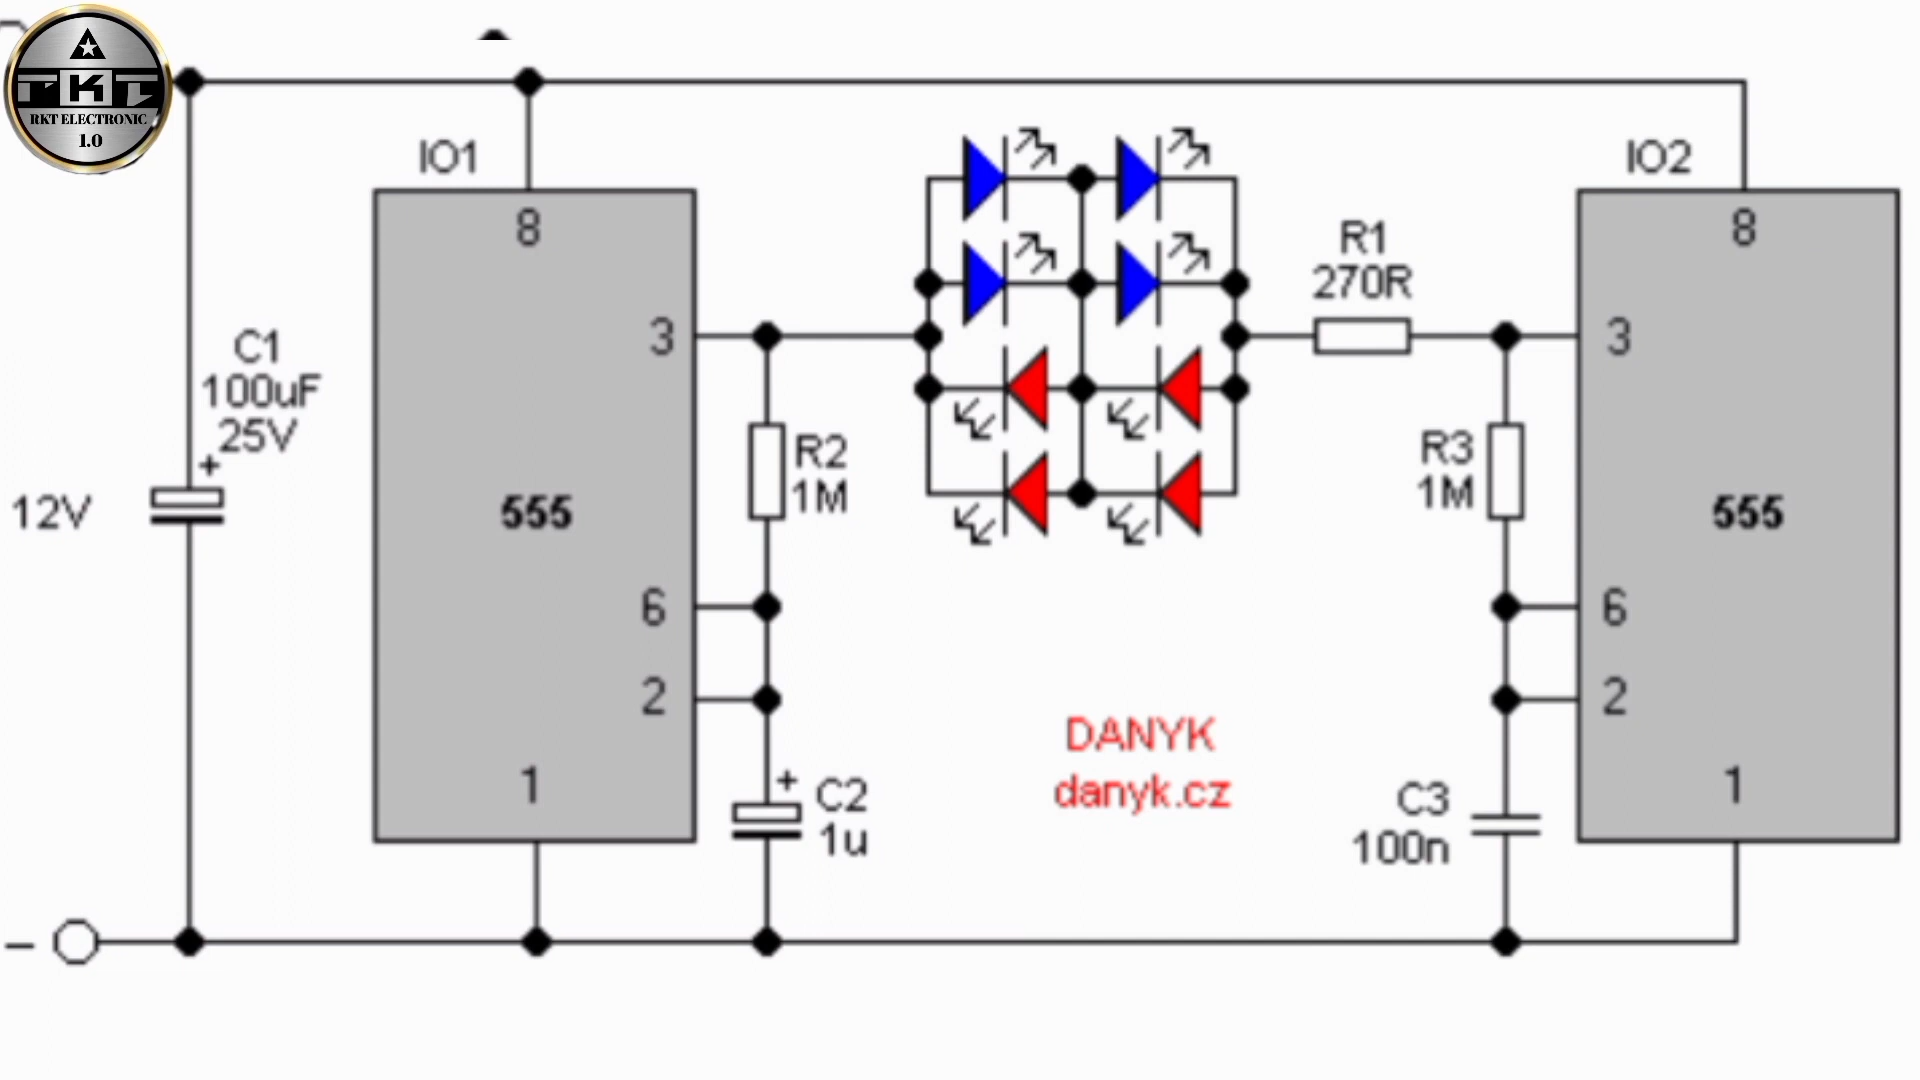 RKT
RKT ELECTRONIC
1.0
IO1
8
3
6
2
1
555
C1
100uF
25V
+
12V
R2
1M
+
C2
1u
R1
270R
R3
1M
C3
100n
IO2
8
3
6
2
1
555
DANYK
danyk.cz
–